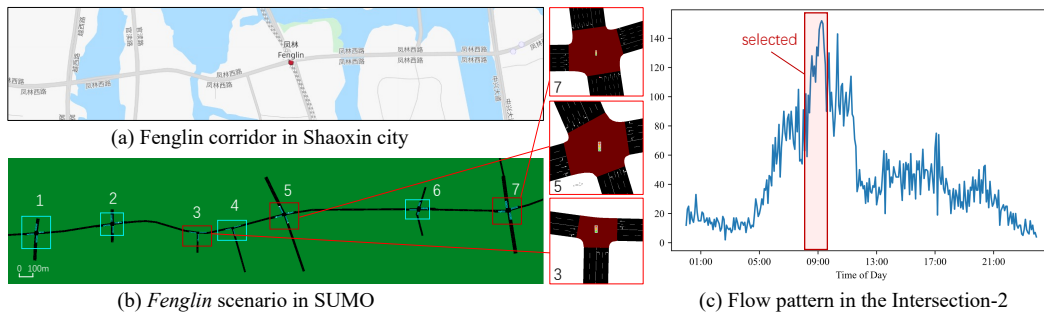 凤林
Fenglin
凤林西路
凤林西路
凤林西路
凤林西路
凤林西路
(a) Fenglin corridor in Shaoxin city
1
2
3
4
5
6
7
0 100m
(b) Fenglin scenario in SUMO
7
5
3
selected
140
120
100
80
60
40
20
0
01:00 05:00 09:00 13:00 17:00 21:00
Time of Day
(c) Flow pattern in the Intersection-2